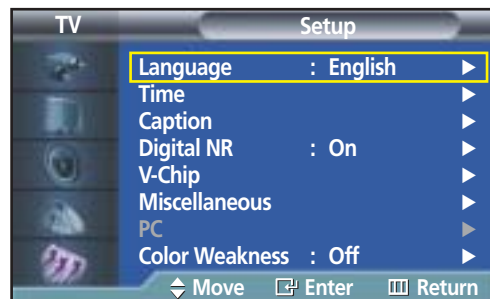 TV Setup
Language : English
Time
Caption
Digital NR : On
V-Chip
Miscellaneous
PC
Color Weakness : Off
Move Enter Return